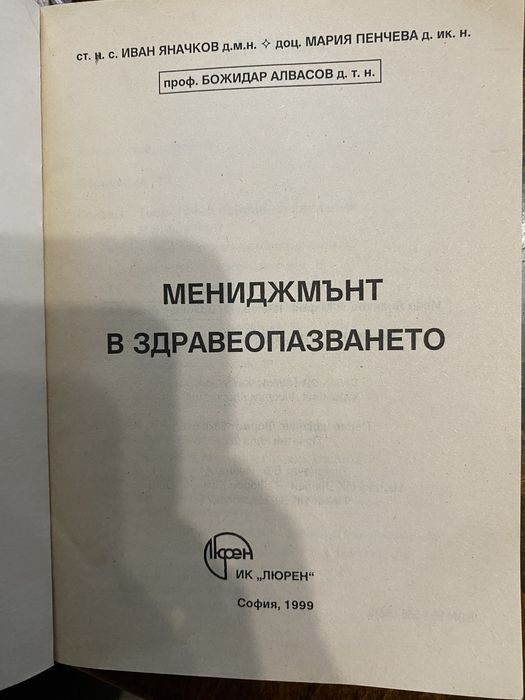 ст. н. с. ИВАН ЯНАЧКОВ д.м.н. ✧ доц. МАРИЯ ПЕНЧЕВА д. ик. н.
проф. БОЖИДАР АЛВАСОВ д. т. н.
МЕНИДЖМЪНТ
В ЗДРАВЕОПАЗВАНЕТО
Люрен
ИК „ЛЮРЕН“
София, 1999